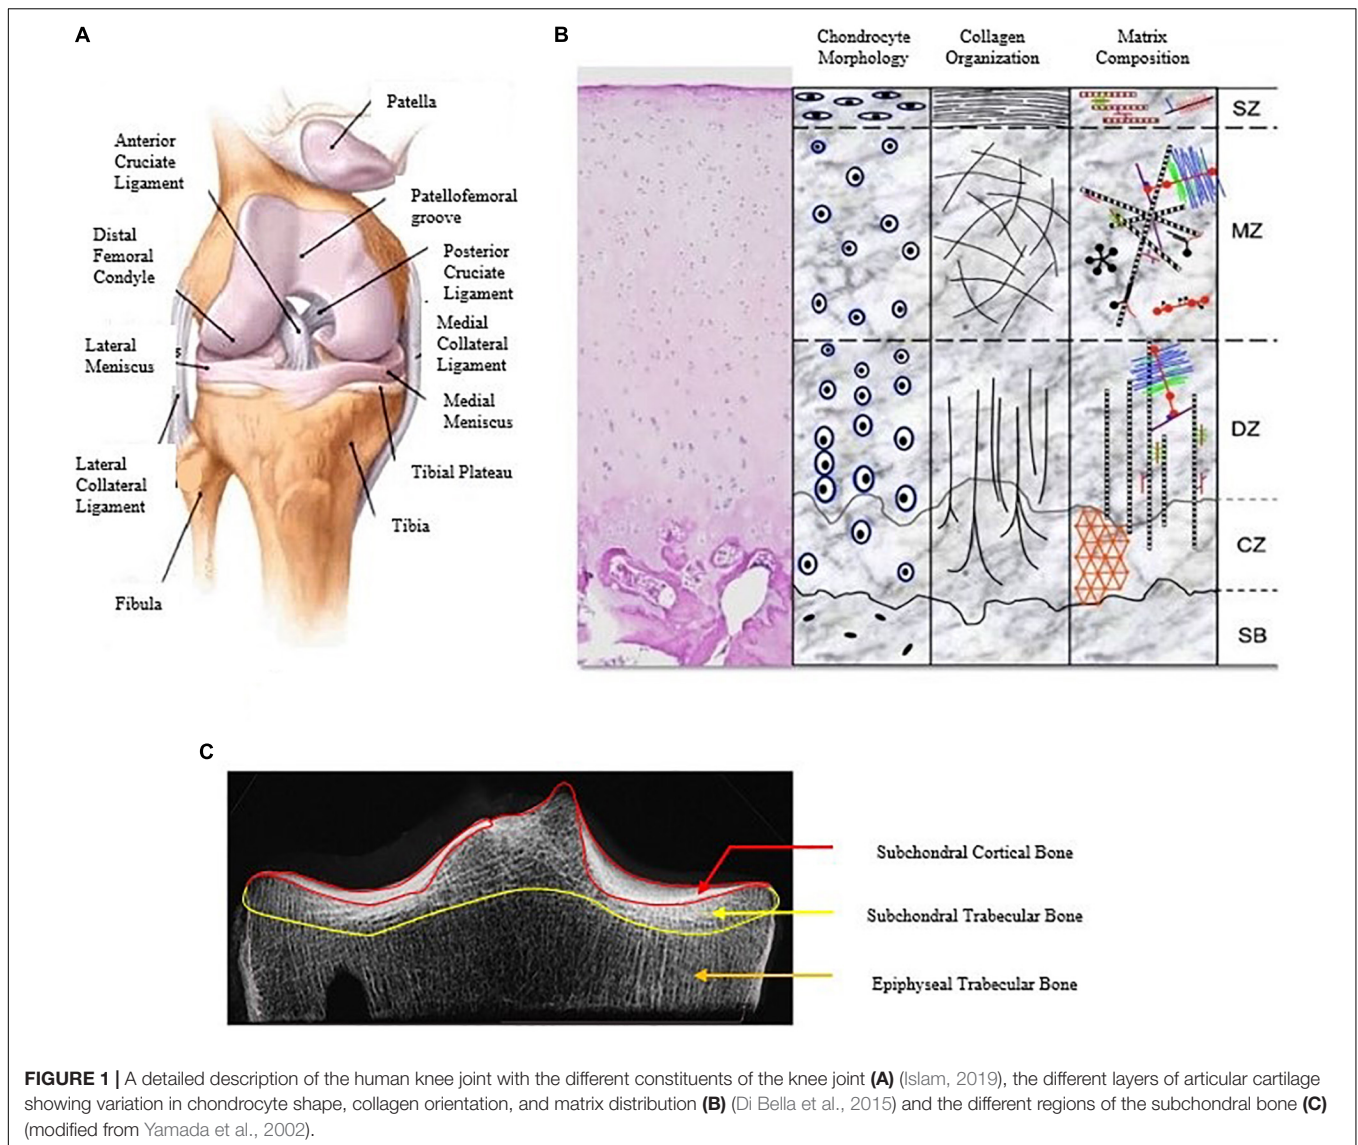 A
Patella
Anterior
Cruciate
Ligament
Patellofemoral
groove
Distal
Femoral
Condyle
Posterior
Cruciate
Ligament
Medial
Collateral
Ligament
Lateral
Meniscus
s
Medial
Meniscus
Lateral
Collateral
Ligament
Tibial Plateau
Tibia
Fibula
B
Chondrocyte
Morphology
Collagen
Organization
Matrix
Composition
SZ
MZ
DZ
CZ
SB
C
Subchondral Cortical Bone
Subchondral Trabecular Bone
Epiphyseal Trabecular Bone
FIGURE 1 | A detailed description of the human knee joint with the different constituents of the knee joint (A) (Islam, 2019), the different layers of articular cartilage
showing variation in chondrocyte shape, collagen orientation, and matrix distribution (B) (Di Bella et al., 2015) and the different regions of the subchondral bone (C)
(modified from Yamada et al., 2002).